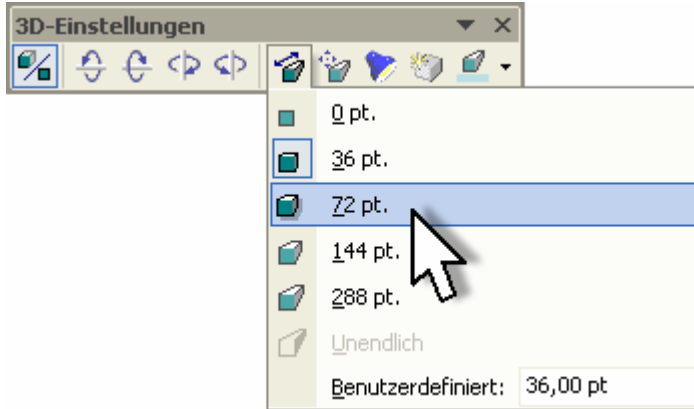 3D-Einstellungen
0 pt.
36 pt.
72 pt.
144 pt.
288 pt.
Unendlich
Benutzerdefiniert: 36,00 pt